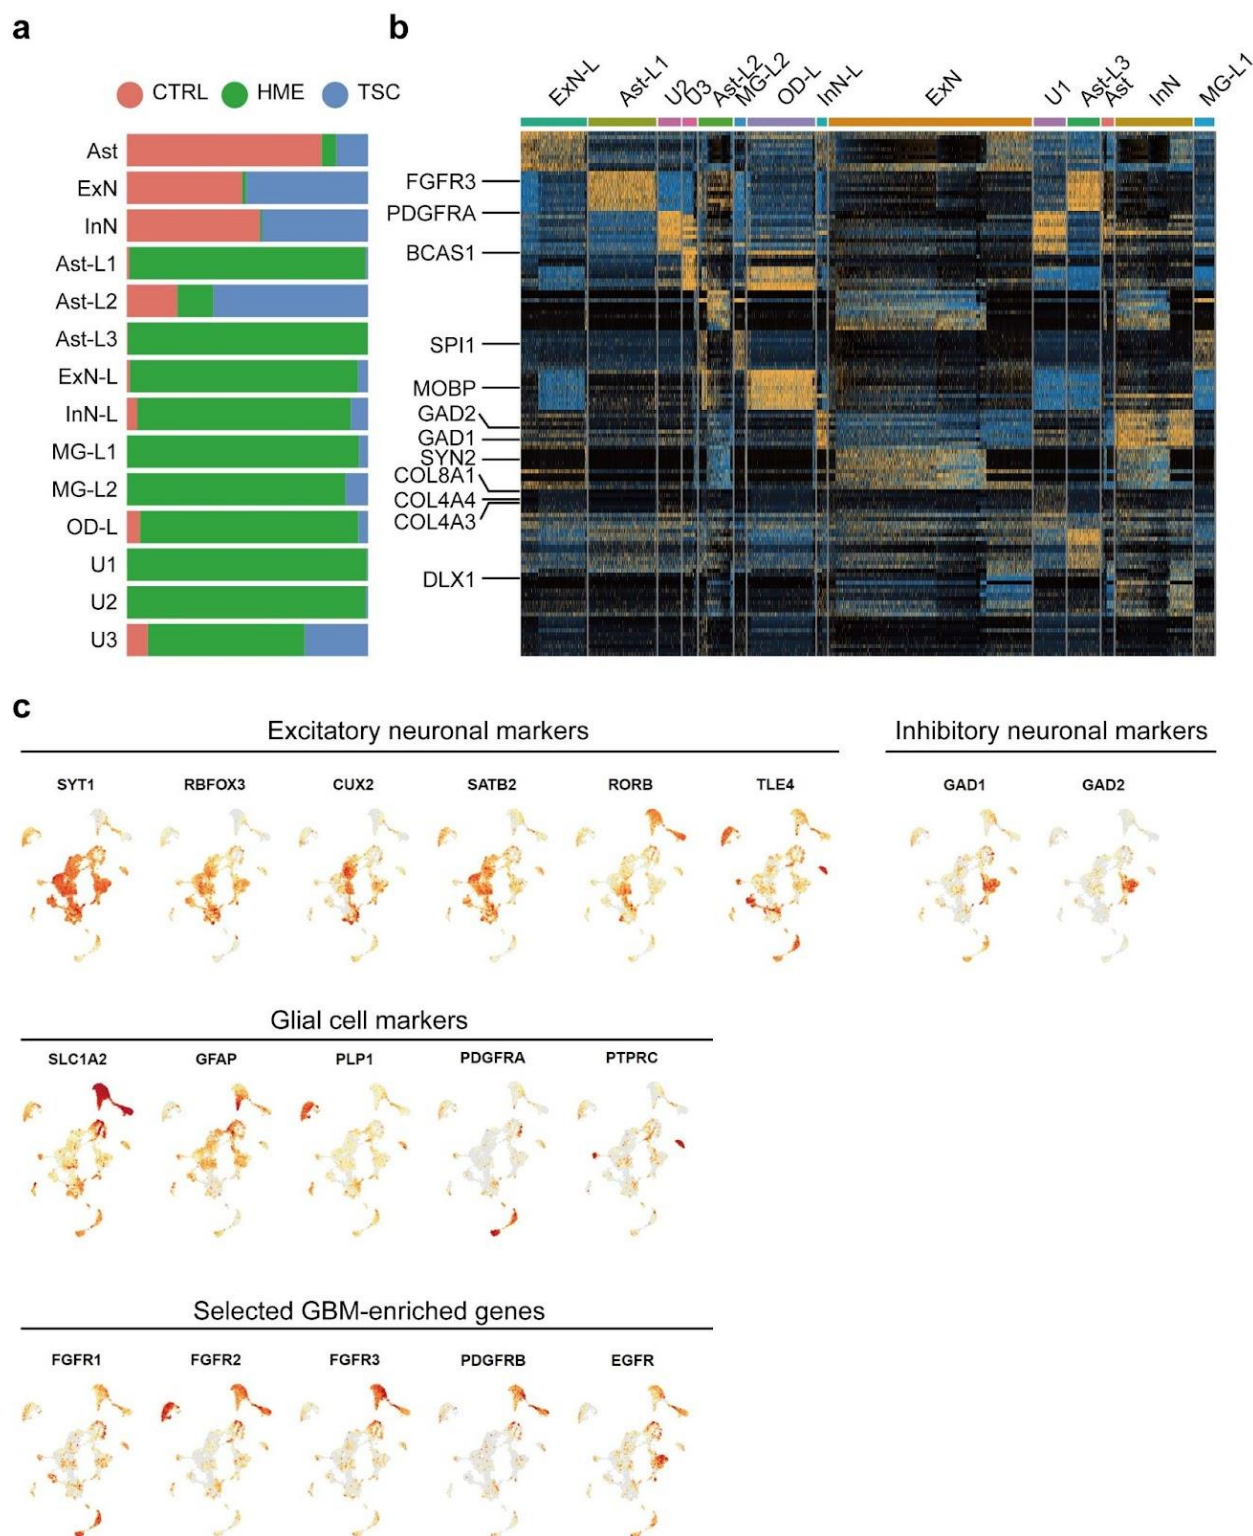 a
CTRL HME TSC
Ast
ExN
InN
Ast-L1
Ast-L2
Ast-L3
ExN-L
InN-L
MG-L1
MG-L2
OD-L
U1
U2
U3
b
ExN-L Ast-L1 U2 U3 Ast-L2 MG-L2 OD-L InN-L ExN U1 Ast-L3 Ast InN MG-L1
FGFR3
PDGFRA
BCAS1
SPI1
MOBP
GAD2
GAD1
SYN2
COL8A1
COL4A4
COL4A3
DLX1
c
Excitatory neuronal markers
SYT1 RBFOX3 CUX2 SATB2 RORB TLE4
Inhibitory neuronal markers
GAD1 GAD2
Glial cell markers
SLC1A2 GFAP PLP1 PDGFRA PTPRC
Selected GBM-enriched genes
FGFR1 FGFR2 FGFR3 PDGFRB EGFR